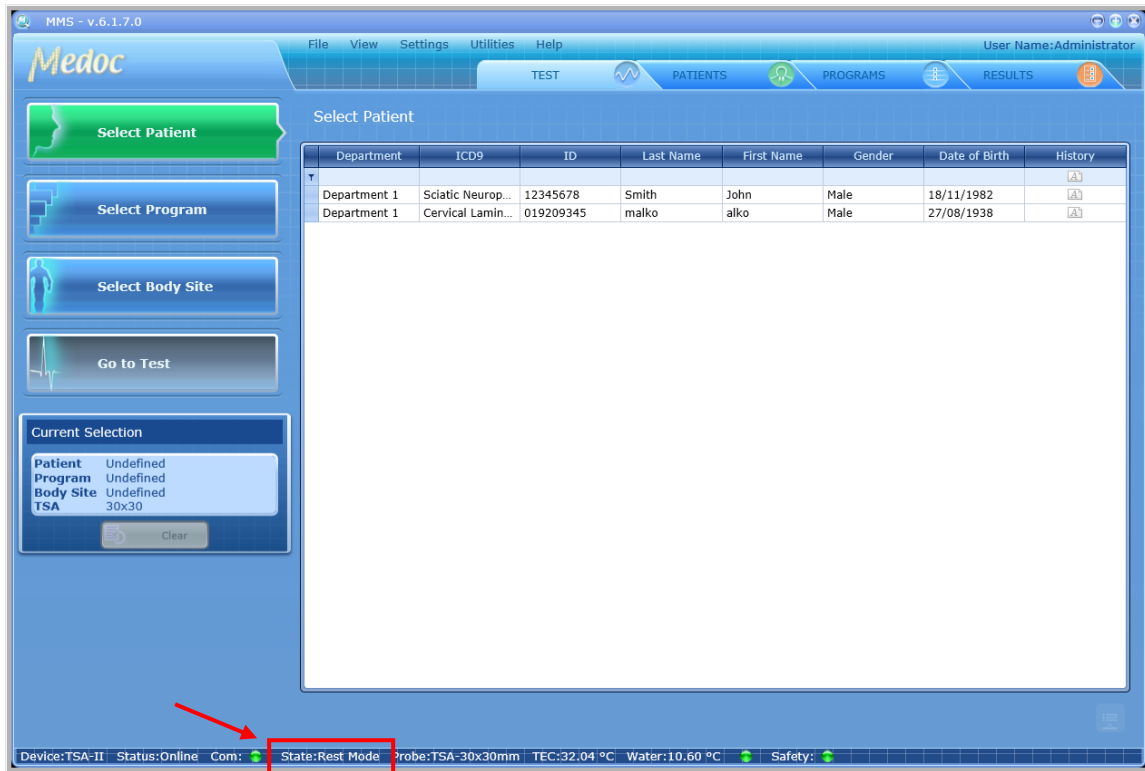 MMS - v.6.1.7.0
Medoc
File View Settings Utilities Help
User Name:Administrator
TEST PATIENTS PROGRAMS RESULTS
Select Patient
Select Program
Select Body Site
Go to Test
Current Selection
Patient Undefined
Program Undefined
Body Site Undefined
TSA 30x30
Clear
Select Patient
Department ICD9 ID Last Name First Name Gender Date of Birth History
Department 1 Sciatic Neurop... 12345678 Smith John Male 18/11/1982
Department 1 Cervical Lamin... 019209345 malko alko Male 27/08/1938
Device:TSA-II Status:Online Com: State:Rest Mode Probe:TSA-30x30mm TEC:32.04 °C Water:10.60 °C Safety: